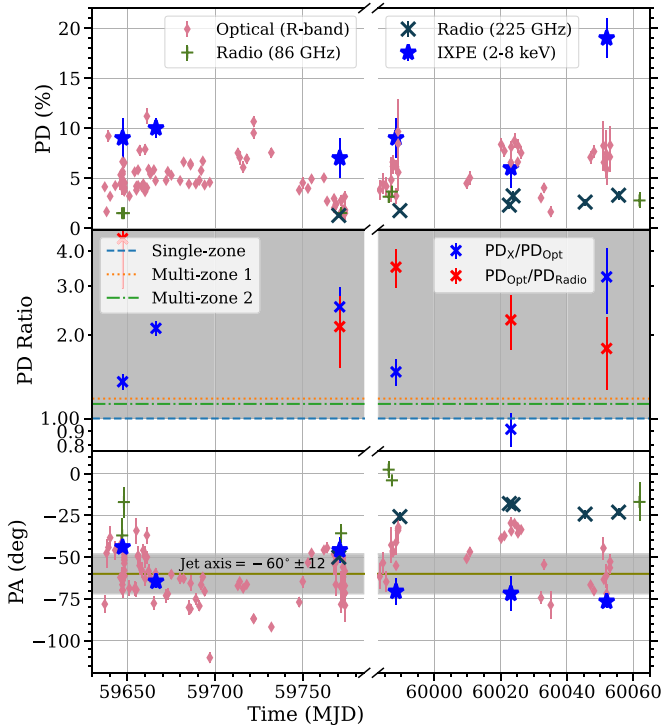 Optical (R-band)
Radio (86 GHz)
Radio (225 GHz)
IXPE (2-8 keV)
PD (%)
20
15
10
5
0
Single-zone
Multi-zone 1
Multi-zone 2
PD_X/PD_Opt
PD_Opt/PD_Radio
PD Ratio
4.0
3.0
2.0
1.00
0.9
0.8
Jet axis = −60° ± 12
PA (deg)
0
−25
−50
−75
−100
59650 59700 59750 60000 60020 60040 60060
Time (MJD)